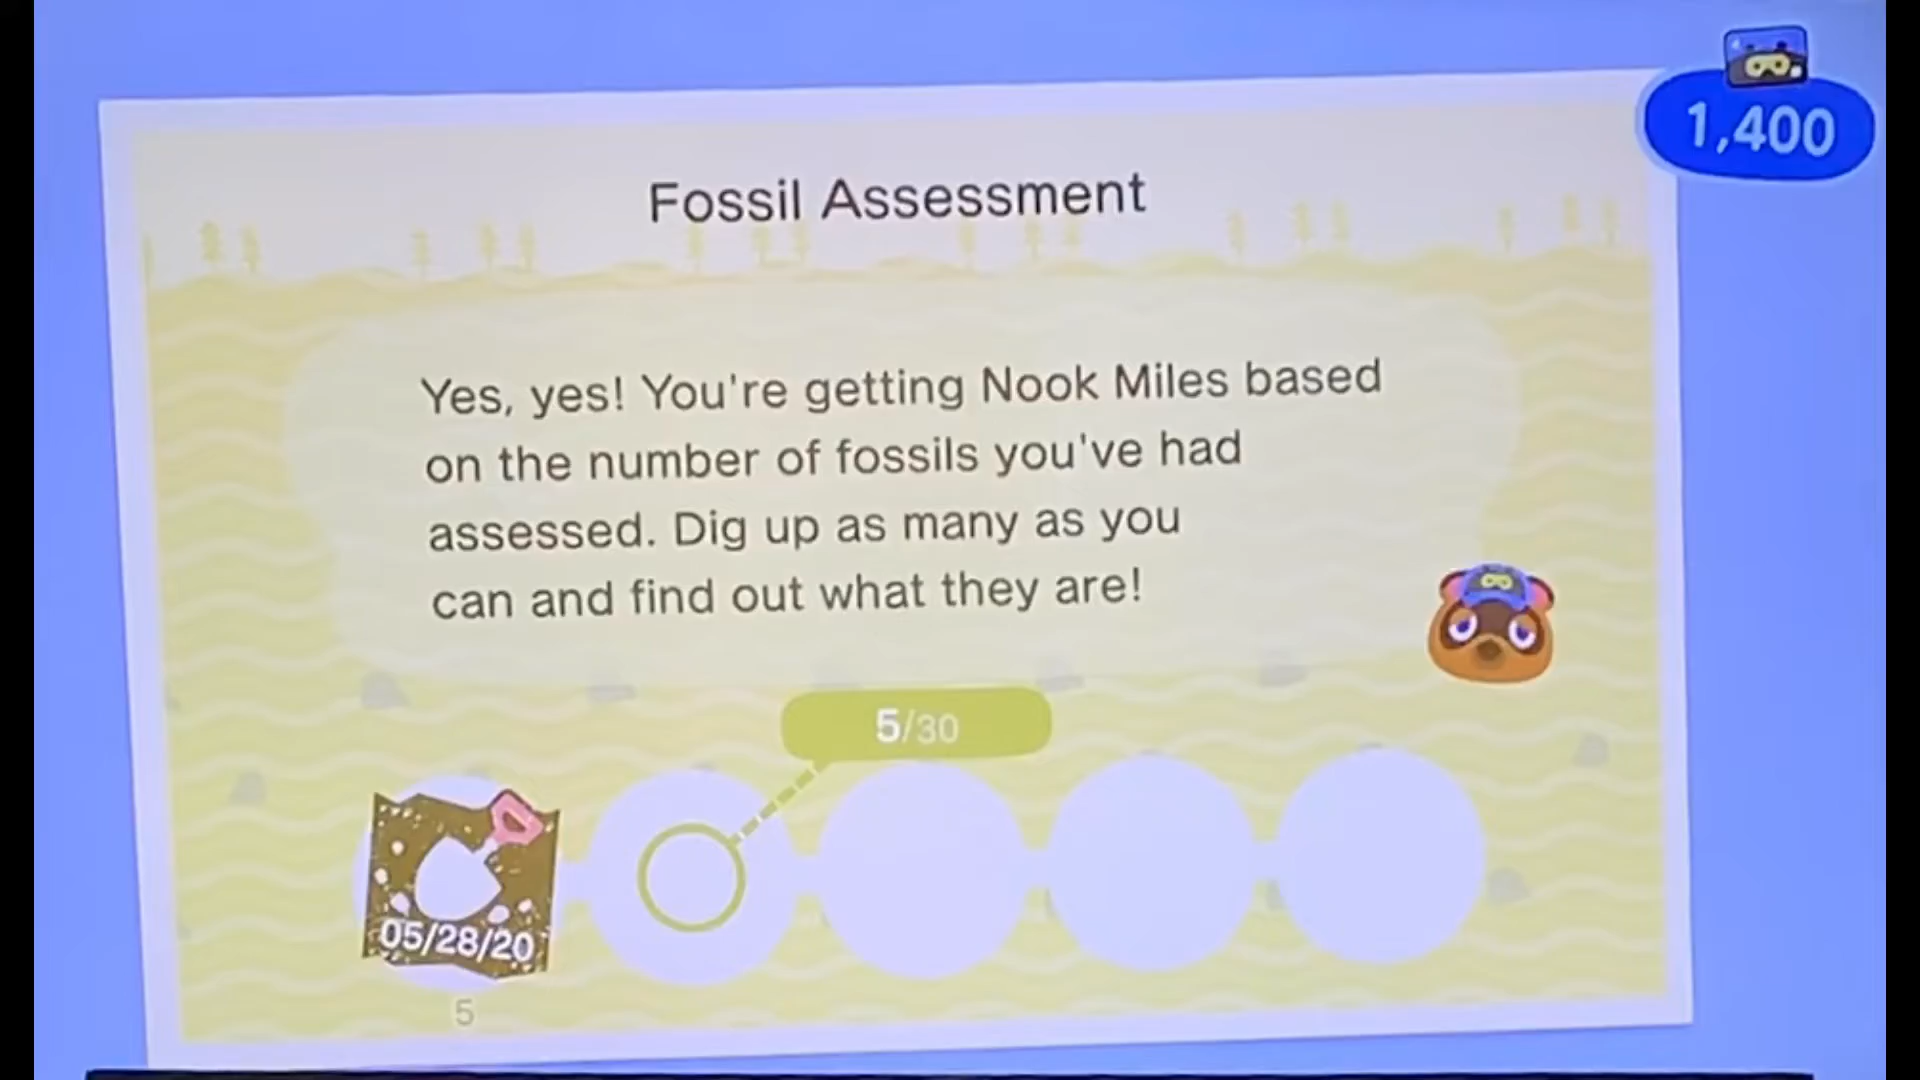 1,400
Fossil Assessment
Yes, yes! You're getting Nook Miles based
on the number of fossils you've had
assessed. Dig up as many as you
can and find out what they are!
5/30
05/28/20
5